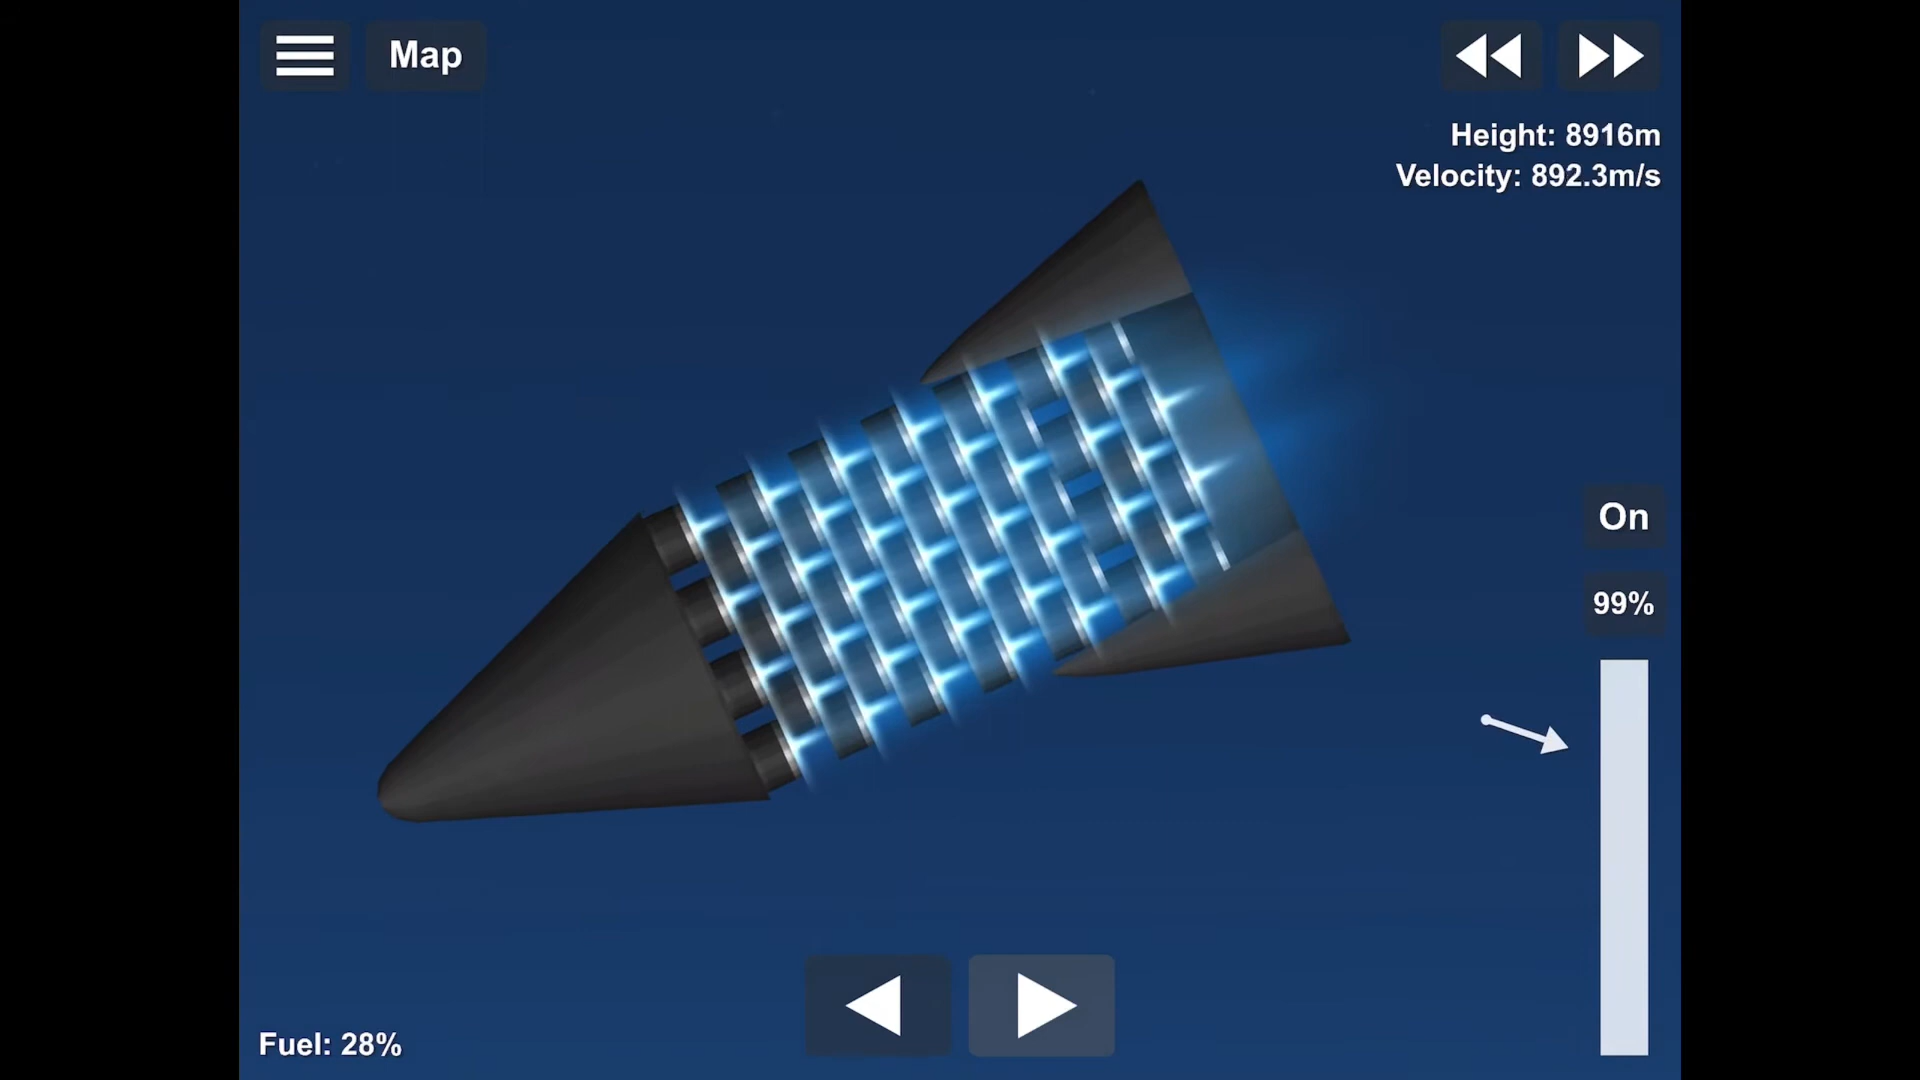 Map
Height: 8916m
Velocity: 892.3m/s
On
99%
Fuel: 28%